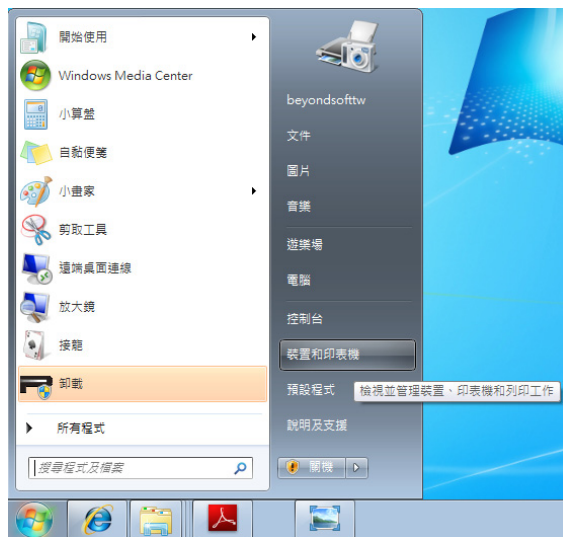 開始使用
Windows Media Center
小算盤
自黏便箋
小畫家
剪取工具
遠端桌面連線
放大鏡
接龍
卸載
所有程式
搜尋程式及檔案
beyondsofttw
文件
圖片
音樂
遊樂場
電腦
控制台
裝置和印表機
預設程式
檢視並管理裝置、印表機和列印工作
說明及支援
關機